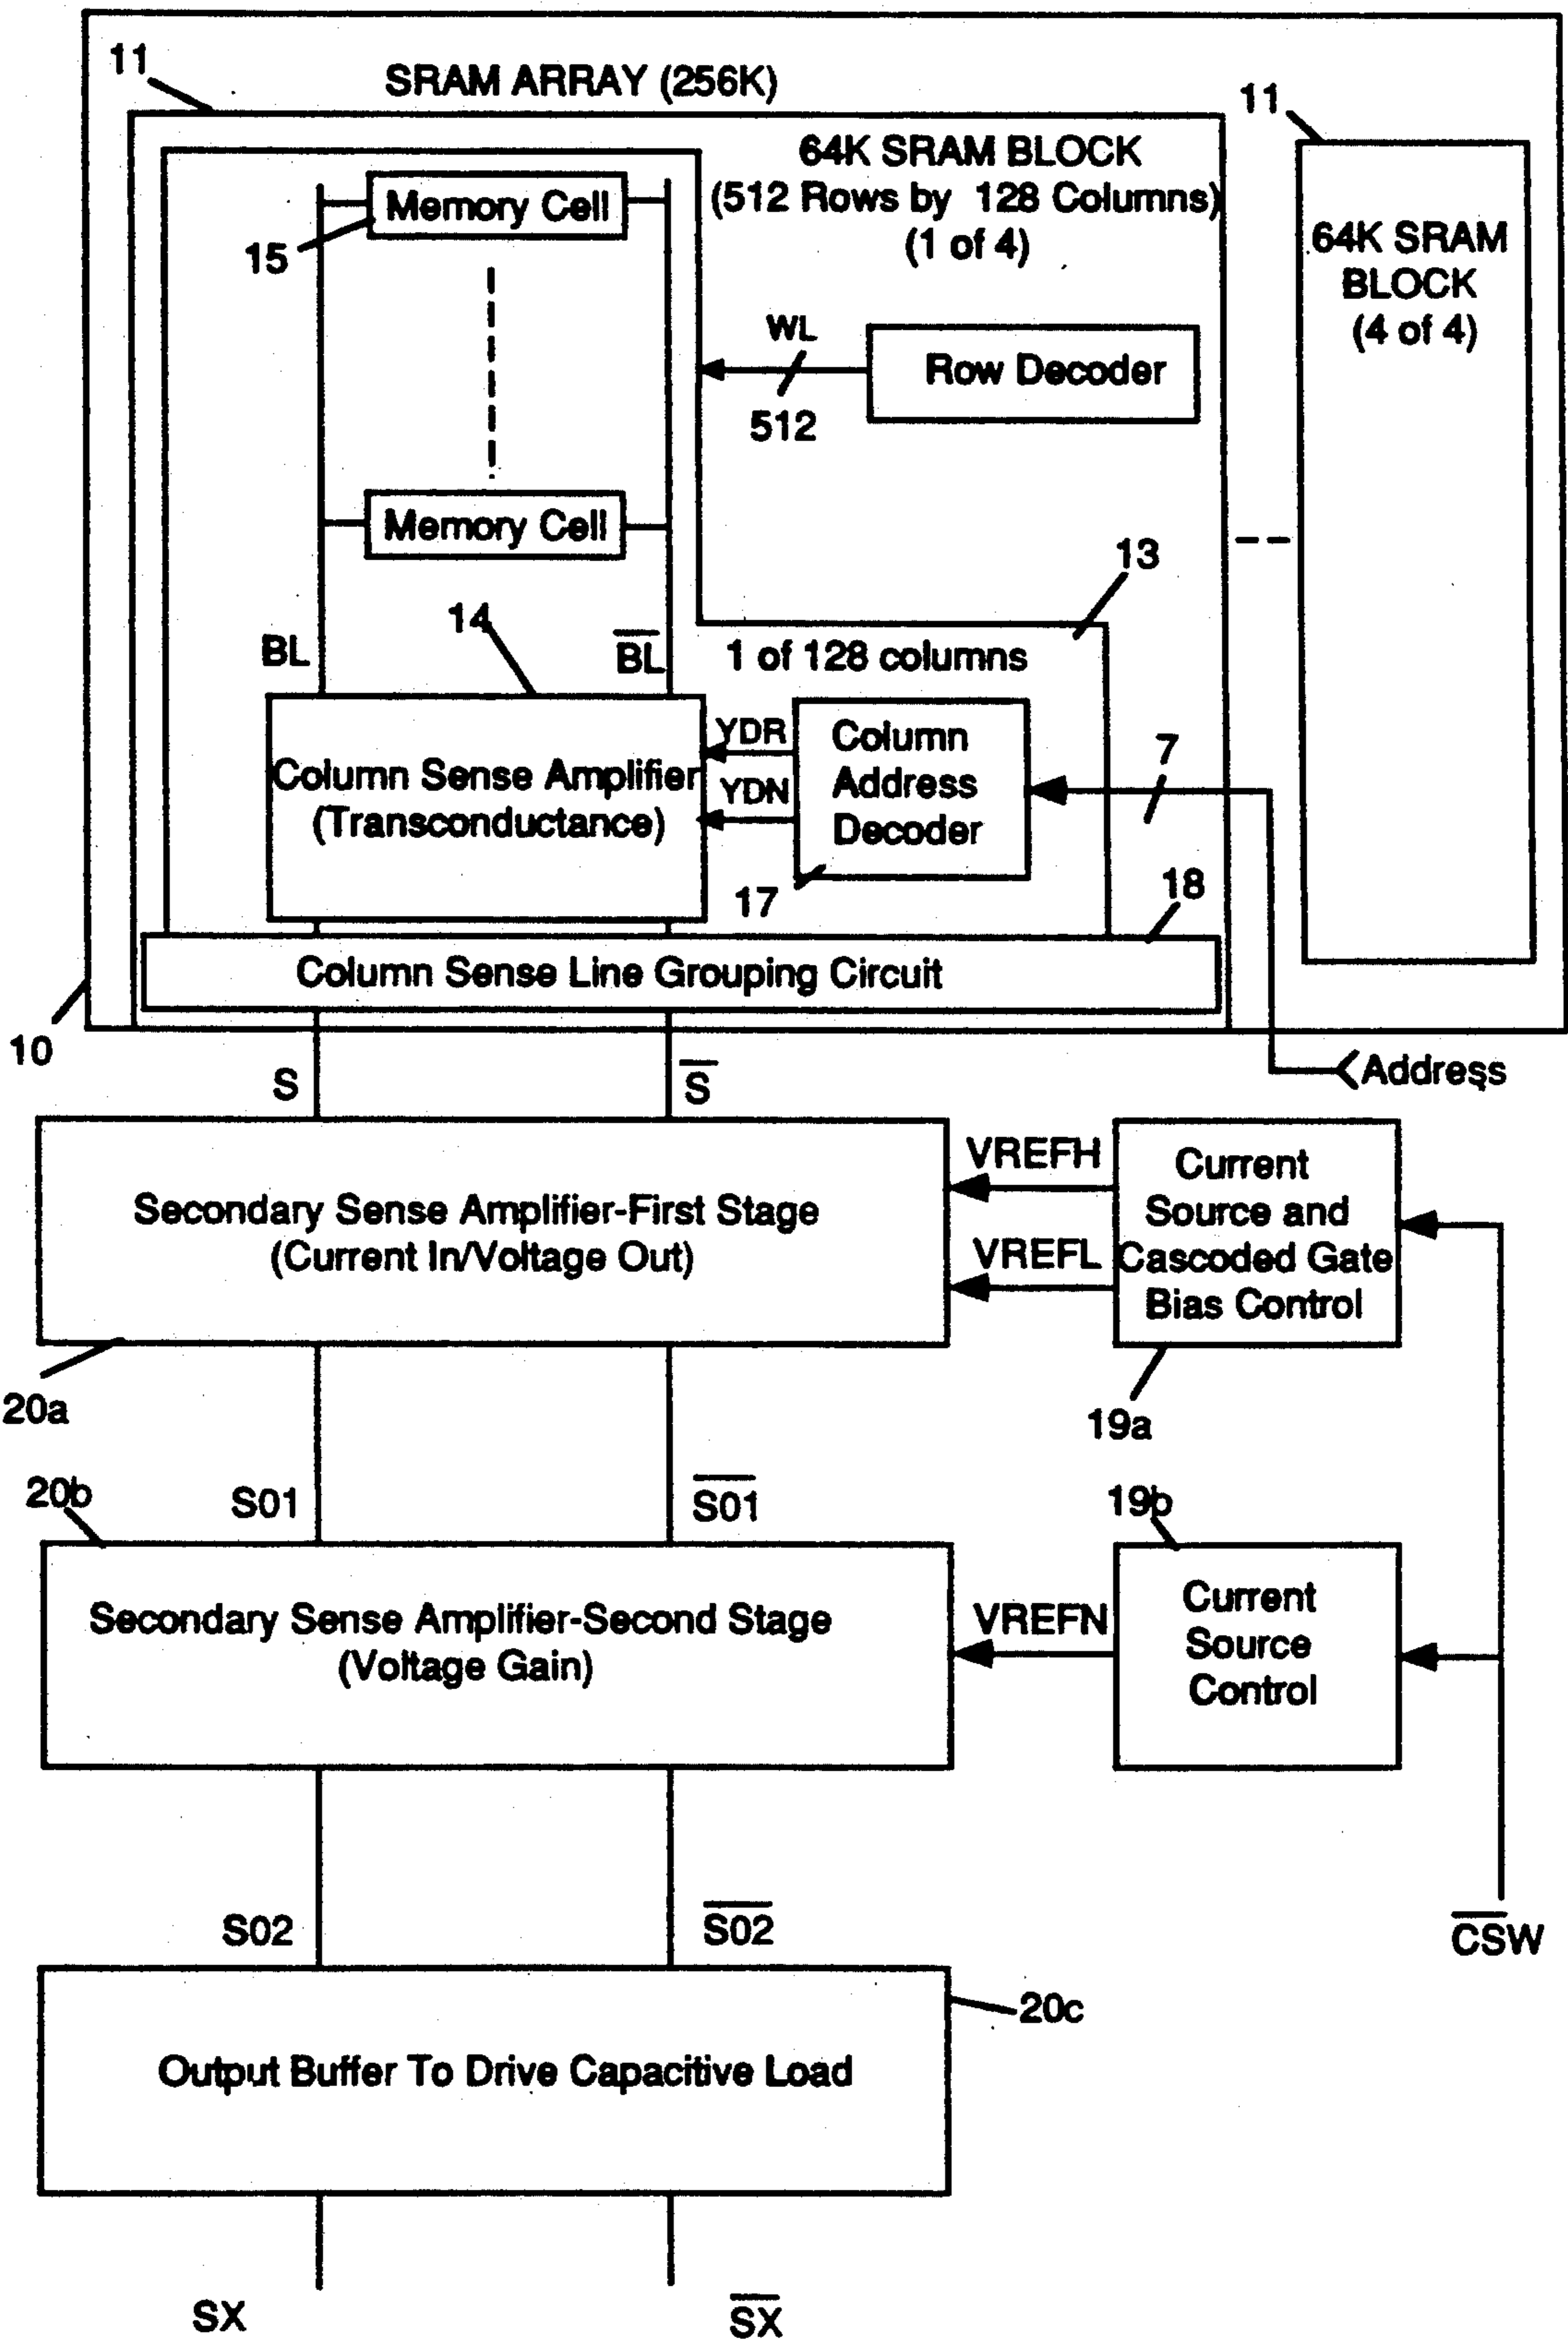 11
SRAM ARRAY (256K)
11
64K SRAM BLOCK
(512 Rows by 128 Columns)
(1 of 4)
Memory Cell
15
64K SRAM
BLOCK
(4 of 4)
WL
Row Decoder
512
Memory Cell
13
14
BL
B̅L̅
1 of 128 columns
YDR
YDN
Column
Address
Decoder
7
Column Sense Amplifier
(Transconductance)
17
18
Column Sense Line Grouping Circuit
10
S
S̅
Address
Secondary Sense Amplifier-First Stage
(Current In/Voltage Out)
VREFH
VREFL
Current
Source and
Cascoded Gate
Bias Control
20a
19a
20b
S01
S̅0̅1̅
19b
Secondary Sense Amplifier-Second Stage
(Voltage Gain)
VREFN
Current
Source
Control
S02
S̅0̅2̅
C̅S̅W
20c
Output Buffer To Drive Capacitive Load
SX
S̅X̅